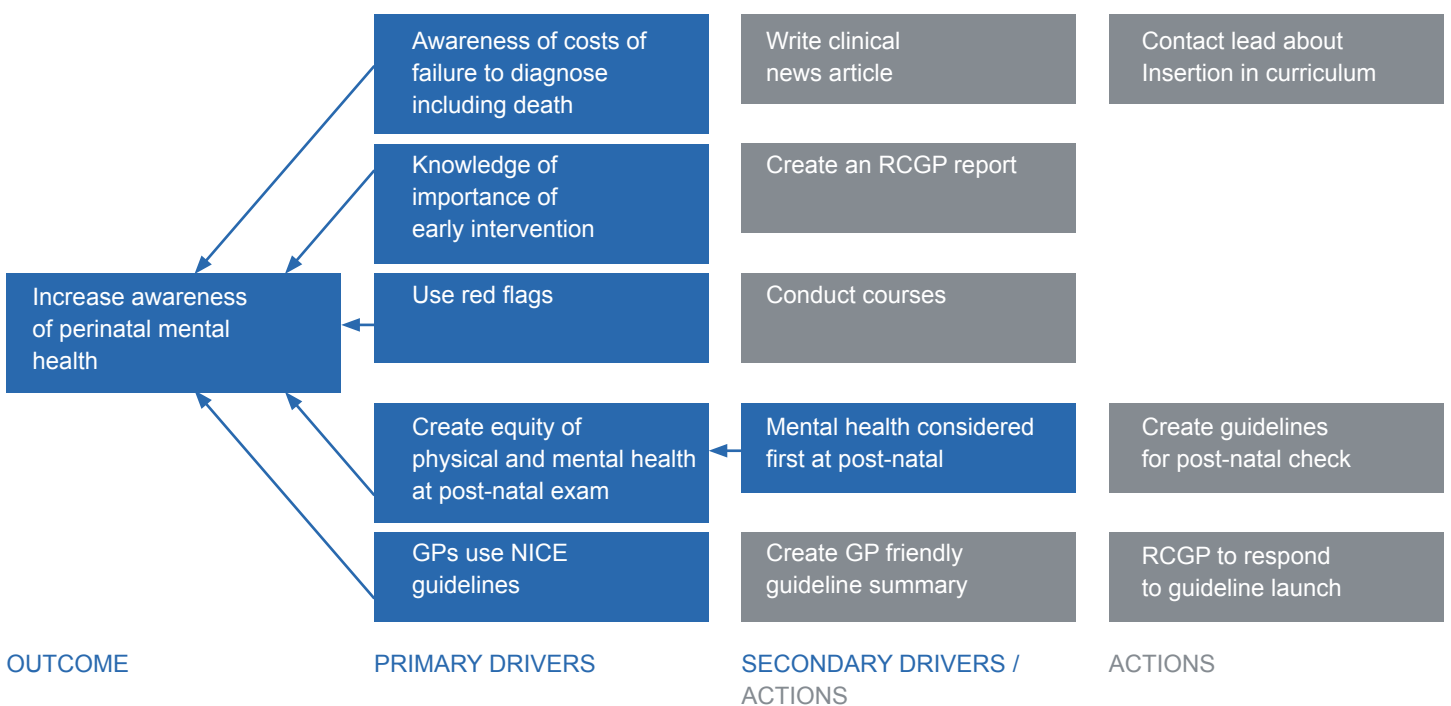 Awareness of costs of
failure to diagnose
including death
Write clinical
news article
Contact lead about
Insertion in curriculum
Knowledge of
importance of
early intervention
Create an RCGP report
Increase awareness
of perinatal mental
health
Use red flags
Conduct courses
Create equity of
physical and mental health
at post-natal exam
Mental health considered
first at post-natal
Create guidelines
for post-natal check
GPs use NICE
guidelines
Create GP friendly
guideline summary
RCGP to respond
to guideline launch
OUTCOME
PRIMARY DRIVERS
SECONDARY DRIVERS /
ACTIONS
ACTIONS